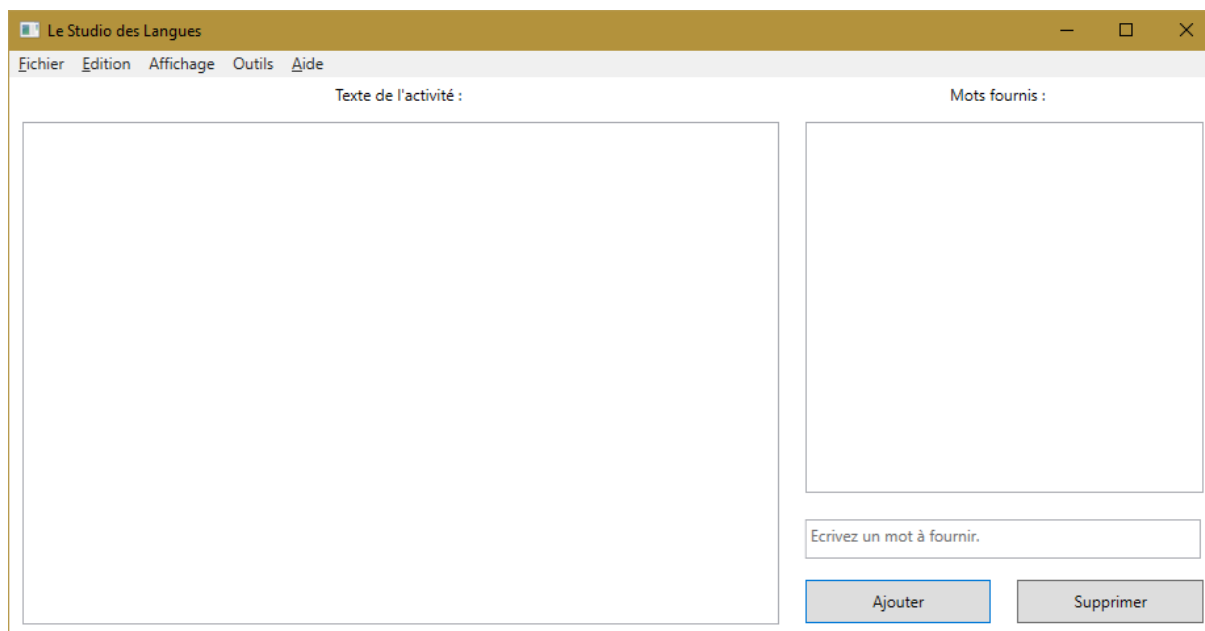 Le Studio des Langues
Fichier Edition Affichage Outils Aide
Texte de l'activité :
Mots fournis :
Ecrivez un mot à fournir.
Ajouter
Supprimer